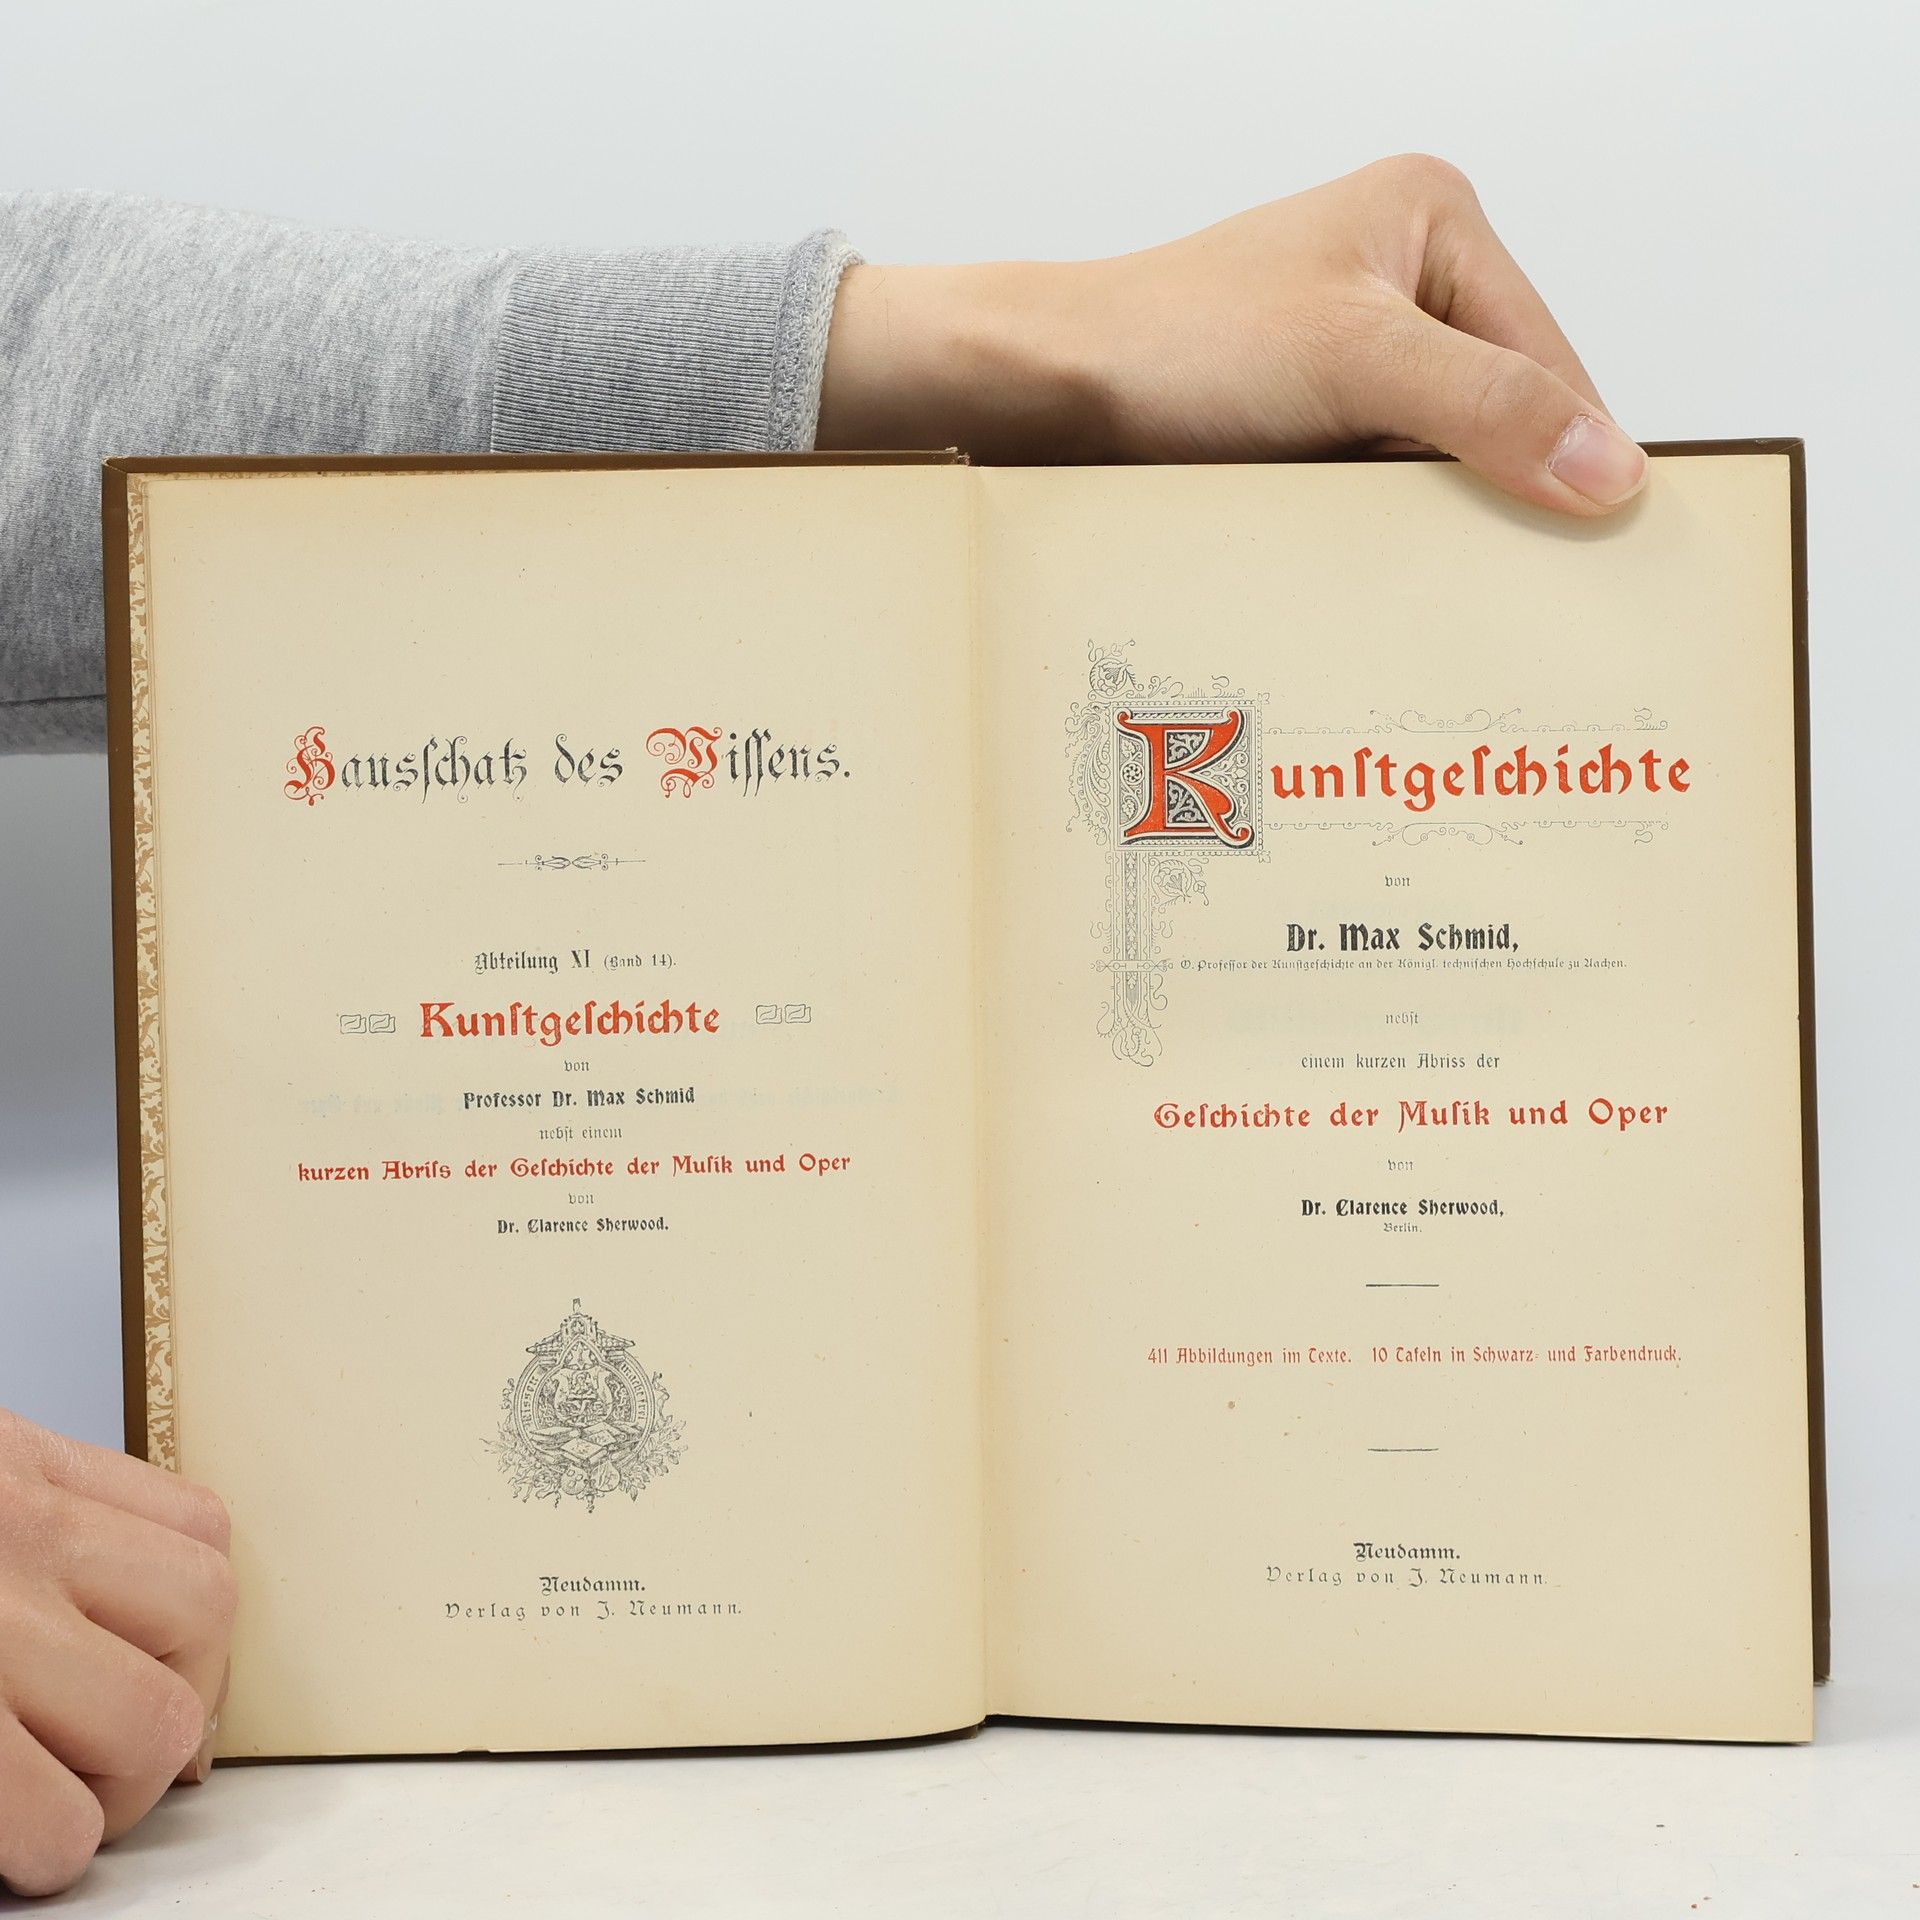 Hausſchatz des Wiſſens.
Abteilung XI (Band 14).
Kunſtgeſchichte
von
Professor Dr. Max Schmid
nebſt einem
kurzen Abriſs der Geſchichte der Muſik und Oper
von
Dr. Clarence Sherwood.
Wissen macht frei
Neudamm.
Verlag von J. Neumann.
Kunſtgeſchichte
von
Dr. Max Schmid,
O. Profeſſor der Kunſtgeſchichte an der Königl. techniſchen Hochſchule zu Aachen.
nebſt
einem kurzen Abriss der
Geſchichte der Muſik und Oper
von
Dr. Clarence Sherwood,
Berlin.
411 Abbildungen im Texte. 10 Tafeln in Schwarz- und Farbendruck.
Neudamm.
Verlag von J. Neumann.